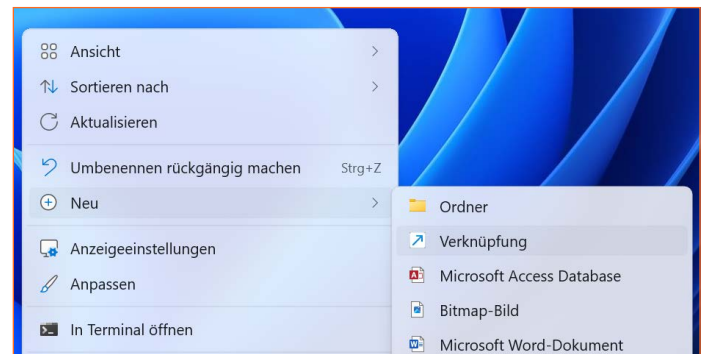 Ansicht
Sortieren nach
Aktualisieren
Umbenennen rückgängig machen Strg+Z
Neu
Anzeigeeinstellungen
Anpassen
In Terminal öffnen
Ordner
Verknüpfung
Microsoft Access Database
Bitmap-Bild
Microsoft Word-Dokument